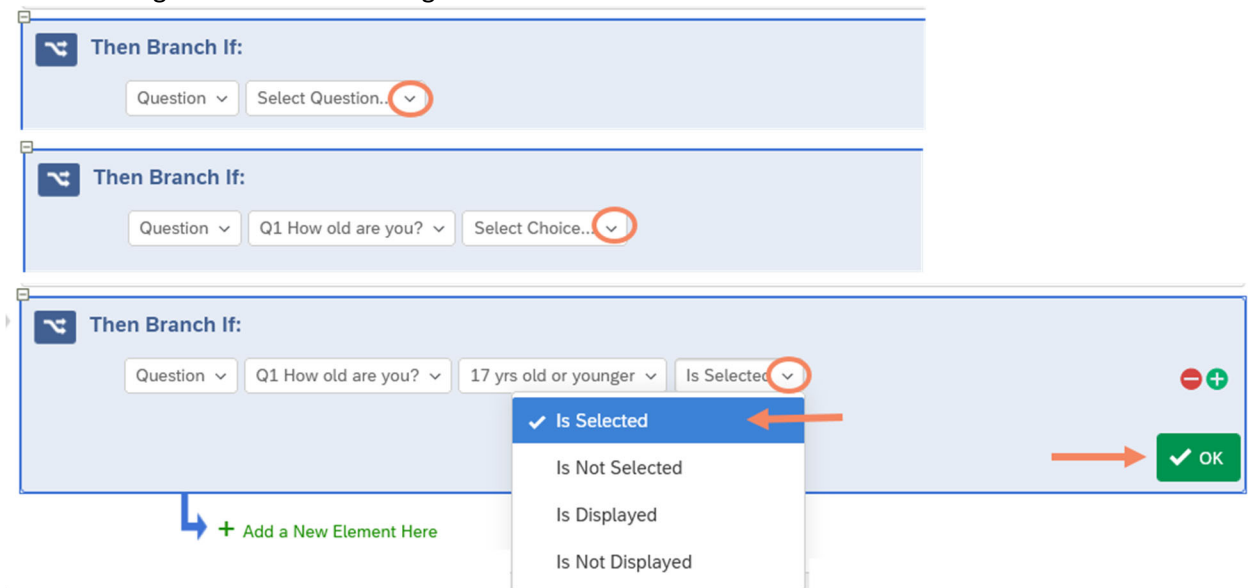 Then Branch If:
Question Select Question..
Then Branch If:
Question Q1 How old are you? Select Choice...
Then Branch If:
Question Q1 How old are you? 17 yrs old or younger Is Selected
Is Selected
Is Not Selected
OK
Is Displayed
+ Add a New Element Here
Is Not Displayed